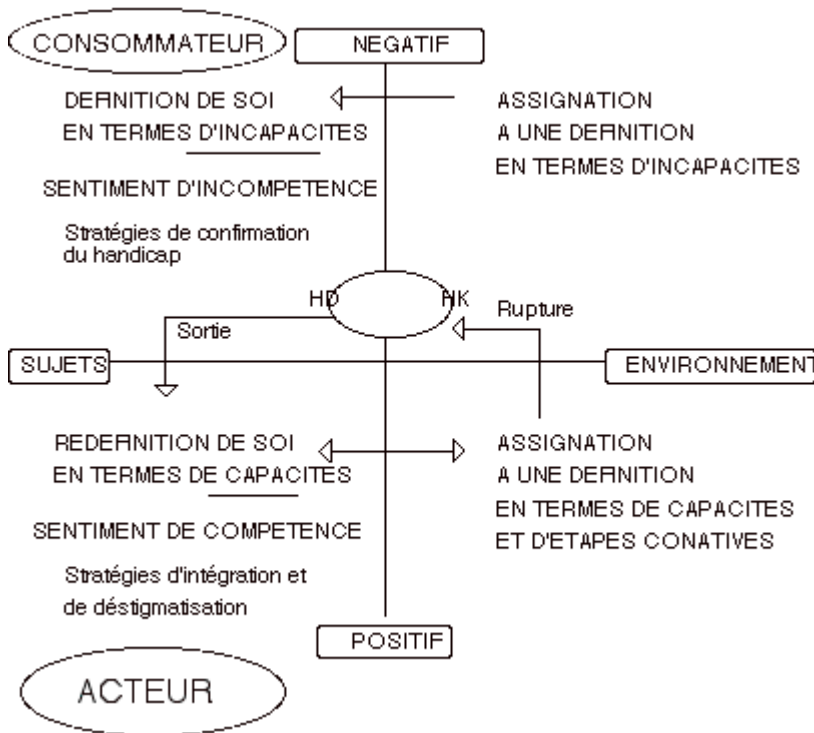 CONSOMMATEUR
NEGATIF
DEFINITION DE SOI
EN TERMES D'INCAPACITES
ASSIGNATION
A UNE DEFINITION
EN TERMES D'INCAPACITES
SENTIMENT D'INCOMPETENCE
Stratégies de confirmation
du handicap
HD
HK
Rupture
Sortie
SUJETS
ENVIRONNEMENT
REDEFINITION DE SOI
EN TERMES DE CAPACITES
ASSIGNATION
A UNE DEFINITION
EN TERMES DE CAPACITES
ET D'ETAPES CONATIVES
SENTIMENT DE COMPETENCE
Stratégies d'intégration et
de déstigmatisation
POSITIF
ACTEUR